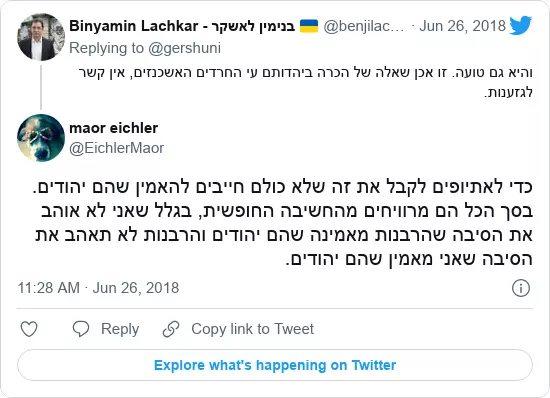 Binyamin Lachkar - בנימין לאשקר 🇺🇦 @benjilac… · Jun 26, 2018
Replying to @gershuni
והיא גם טועה. זו אכן שאלה של הכרה ביהדותם עי החרדים האשכנזים, אין קשר
לגזענות.
maor eichler
@EichlerMaor
כדי לאתיופים לקבל את זה שלא כולם חייבים להאמין שהם יהודים.
בסך הכל הם מרוויחים מהחשיבה החופשית, בגלל שאני לא אוהב
את הסיבה שהרבנות מאמינה שהם יהודים והרבנות לא תאהב את
הסיבה שאני מאמין שהם יהודים.
11:28 AM · Jun 26, 2018
Reply Copy link to Tweet
Explore what's happening on Twitter